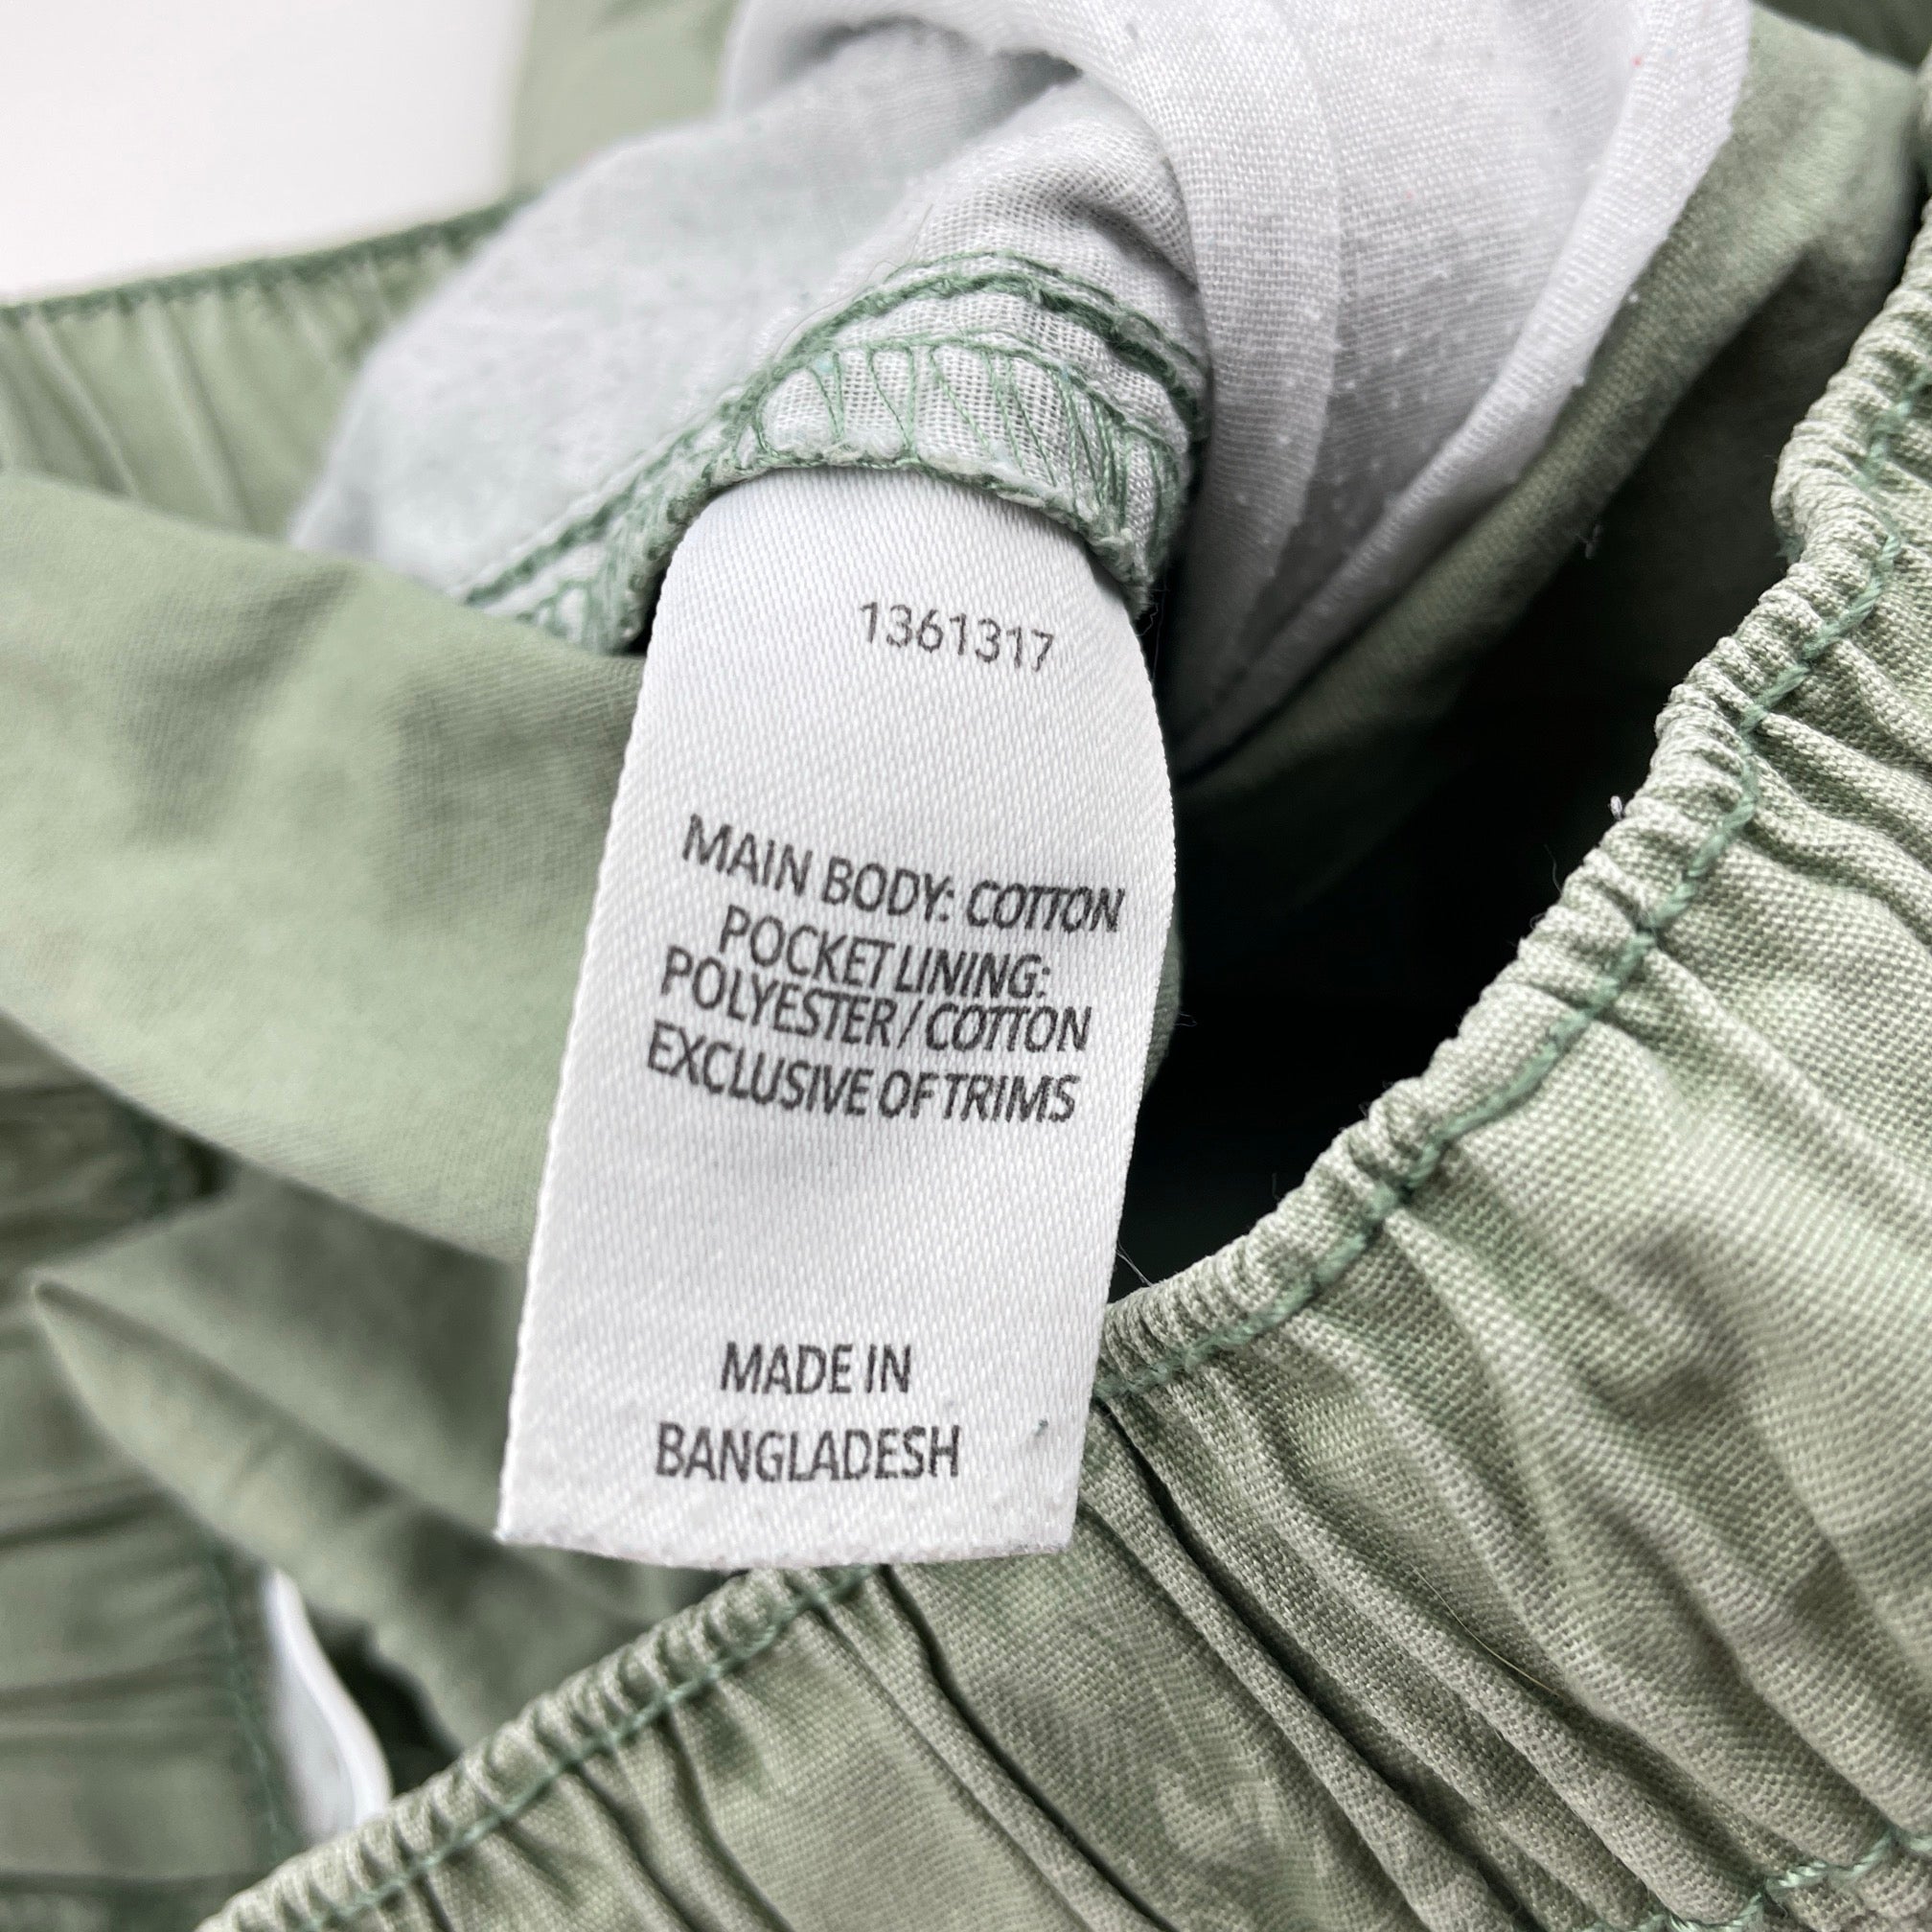 1361317
MAIN BODY: COTTON
POCKET LINING:
POLYESTER / COTTON
EXCLUSIVE OF TRIMS
MADE IN
BANGLADESH